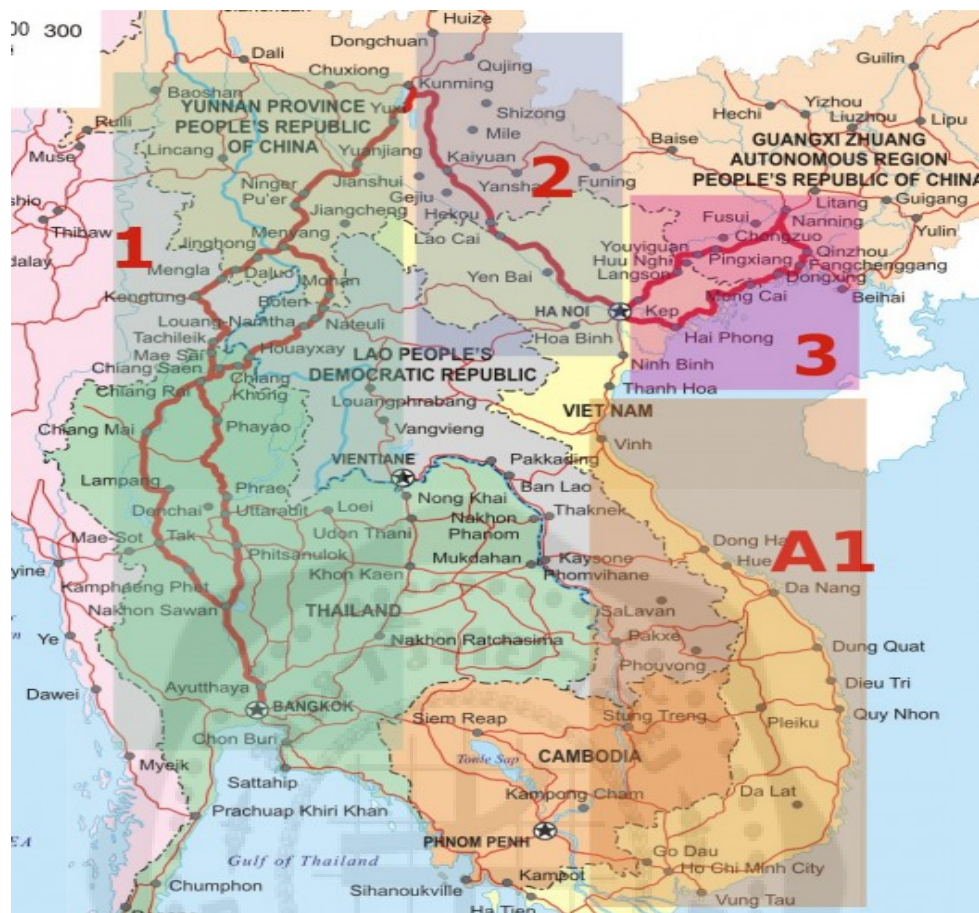 00 300
Huize
Dongchuan
Dali
Qujing
Guilin
Chuxiong
Kunming
Baoshan
Shizong
Hechi
Yizhou
Liuzhou
Lipu
YUNNAN PROVINCE
PEOPLE'S REPUBLIC
OF CHINA
Yuxi
Ruili
Mile
Baise
GUANGXI ZHUANG
AUTONOMOUS REGION
PEOPLE'S REPUBLIC OF CHINA
Muse
Lincang
Yuanjiang
Kaiyuan
2
Jianshui
Yansha
Funing
Litang
Ninger
Pu'er
Gejiu
Guigang
Jiangcheng
Hekou
Fusui
Nanning
Thibaw
Menyang
Lao Cai
Chongzuo
Yulin
1
Jinghong
Youyiguan
Huu Nghi
Pingxiang
Qinzhou
Fangchenggang
Mengla
Daluo
Mohan
Yen Bai
Langson
Dongxing
Kengtung
Boten
Mong Cai
Beihai
HA NOI
Kep
Louang-Namtha
Nateuli
Hoa Binh
Hai Phong
3
Tachileik
Mae Sai
Houayxay
LAO PEOPLE'S
DEMOCRATIC REPUBLIC
Ninh Binh
Chiang Saen
Chiang Rai
Chiang
Khong
Thanh Hoa
Louangphrabang
VIET NAM
Chiang Mai
Phayao
Vangvieng
Vinh
VIENTIANE
Pakkading
Lampang
Phrae
Nong Khai
Ban Lao
Denchai
Uttaradit
Loei
Thaknek
Mae-Sot
Tak
Udon Thani
Nakhon
Phanom
Dong Ha
A1
Phitsanulok
Mukdahan
Kaysone
Phomvihane
Hue
Kamphaeng Phet
Khon Kaen
Da Nang
Nakhon Sawan
THAILAND
SaLavan
Ye
Nakhon Ratchasima
Pakxe
Dung Quat
Phouvong
Dawei
Ayutthaya
Dieu Tri
BANGKOK
Siem Reap
Stung Treng
Pleiku
Quy Nhon
Chon Buri
Tonle Sap
CAMBODIA
Myeik
Sattahip
Kampong Cham
Da Lat
Prachuap Khiri Khan
PHNOM PENH
Go Dau
Gulf of Thailand
Ho Chi Minh City
Chumphon
Sihanoukville
Kampot
Vung Tau
Ha Tien